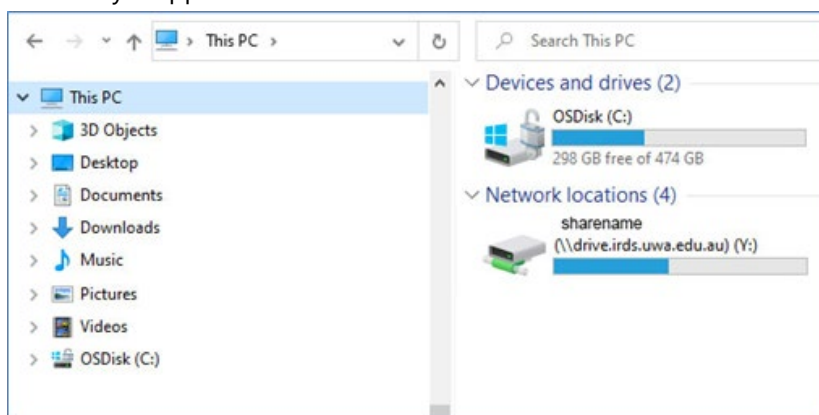 This PC
Search This PC
This PC
3D Objects
Desktop
Documents
Downloads
Music
Pictures
Videos
OSDisk (C:)
Devices and drives (2)
OSDisk (C:)
298 GB free of 474 GB
Network locations (4)
sharename
(\\drive.irds.uwa.edu.au) (Y:)